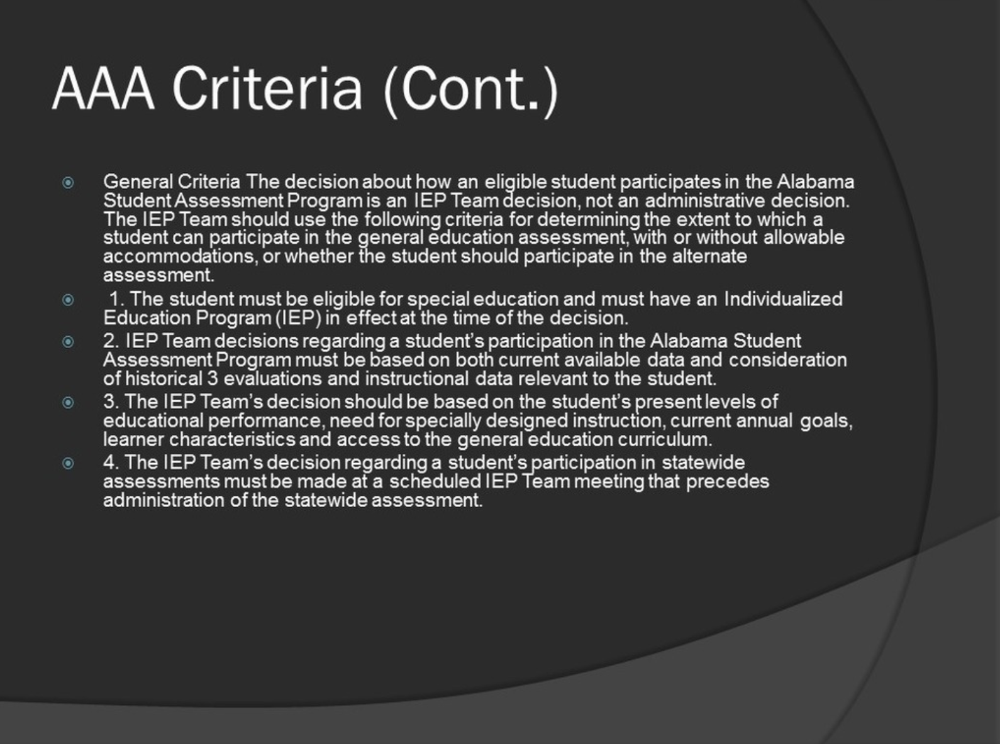 AAA Criteria (Cont.)
General Criteria The decision about how an eligible student participates in the Alabama
Student Assessment Program is an IEP Team decision, not an administrative decision.
The IEP Team should use the following criteria for determining the extent to which a
student can participate in the general education assessment, with or without allowable
accommodations, or whether the student should participate in the alternate
assessment.
1. The student must be eligible for special education and must have an Individualized
Education Program (IEP) in effect at the time of the decision.
2. IEP Team decisions regarding a student’s participation in the Alabama Student
Assessment Program must be based on both current available data and consideration
of historical 3 evaluations and instructional data relevant to the student.
3. The IEP Team’s decision should be based on the student’s present levels of
educational performance, need for specially designed instruction, current annual goals,
learner characteristics and access to the general education curriculum.
4. The IEP Team’s decision regarding a student’s participation in statewide
assessments must be made at a scheduled IEP Team meeting that precedes
administration of the statewide assessment.